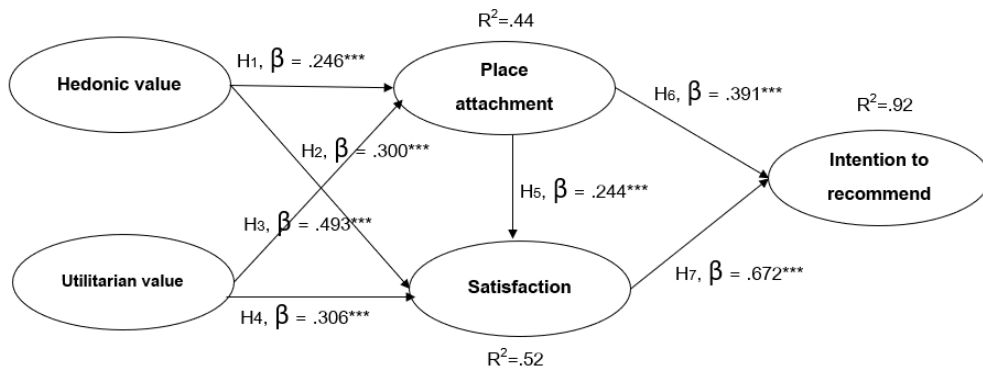 R²=.44
H1, β = .246***
Hedonic value
Place
attachment
H6, β = .391***
R²=.92
H2, β = .300***
Intention to
recommend
H5, β = .244***
H3, β = .493***
Utilitarian value
Satisfaction
H7, β = .672***
H4, β = .306***
R²=.52